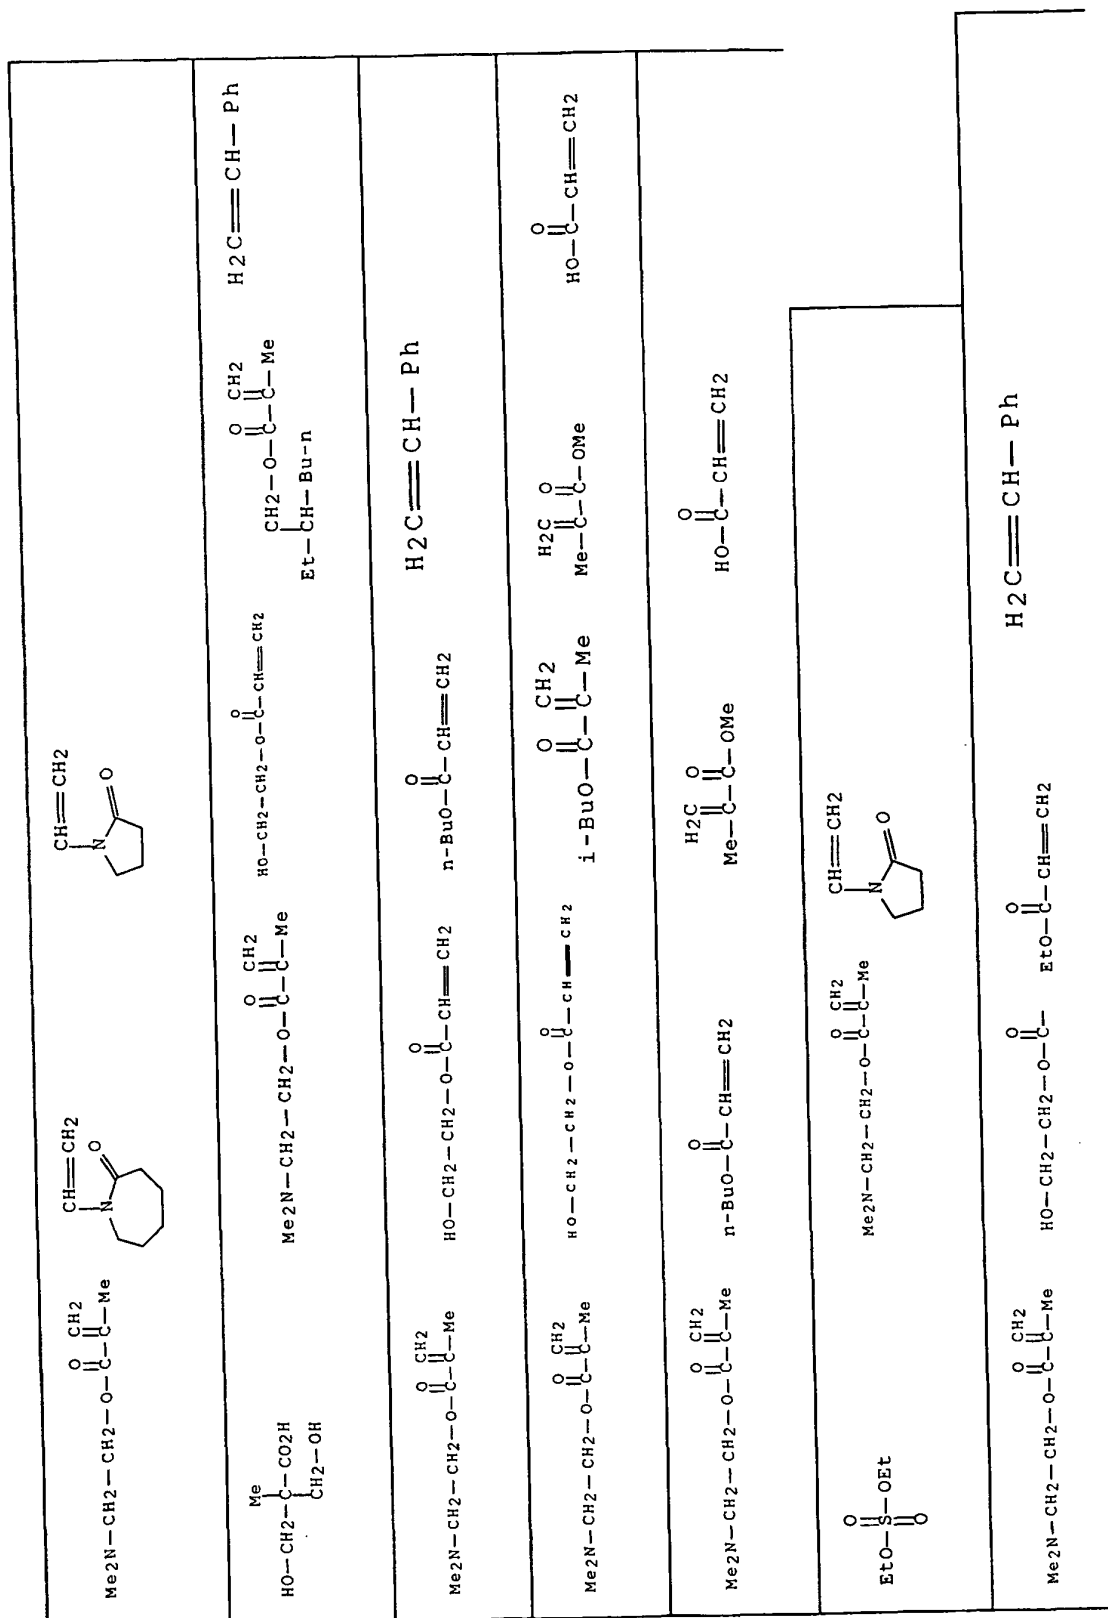 O CH2
Me2N—CH2—CH2—O—C—C—Me
CH=CH2
N O
CH=CH2
N O
Me
HO—CH2—C—CO2H
CH2—OH
O CH2
Me2N—CH2—CH2—O—C—C—Me
O
HO—CH2—CH2—O—C—CH=CH2
O CH2
CH2—O—C—C—Me
Et—CH—Bu-n
H2C=CH—Ph
O CH2
Me2N—CH2—CH2—O—C—C—Me
O
HO—CH2—CH2—O—C—CH=CH2
O
n-BuO—C—CH=CH2
H2C=CH—Ph
O CH2
Me2N—CH2—CH2—O—C—C—Me
O
HO—CH2—CH2—O—C—CH=CH2
O CH2
i-BuO—C—C—Me
H2C O
Me—C—C—OMe
O
HO—C—CH=CH2
O CH2
Me2N—CH2—CH2—O—C—C—Me
O
n-BuO—C—CH=CH2
H2C O
Me—C—C—OMe
O
HO—C—CH=CH2
O
EtO—S—OEt
O
O CH2
Me2N—CH2—CH2—O—C—C—Me
CH=CH2
N O
O CH2
Me2N—CH2—CH2—O—C—C—Me
O
HO—CH2—CH2—O—C—
O
EtO—C—CH=CH2
H2C=CH—Ph